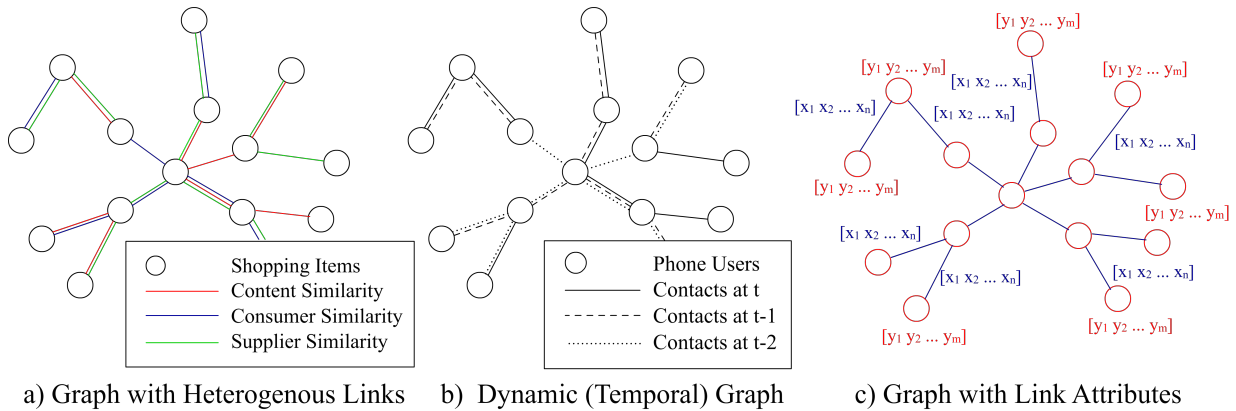 Shopping Items
Content Similarity
Consumer Similarity
Supplier Similarity
a) Graph with Heterogenous Links
Phone Users
Contacts at t
Contacts at t-1
Contacts at t-2
b) Dynamic (Temporal) Graph
[y1 y2 ... ym]
[y1 y2 ... ym]
[x1 x2 ... xn]
[y1 y2 ... ym]
[x1 x2 ... xn]
[x1 x2 ... xn]
[x1 x2 ... xn]
[y1 y2 ... ym]
[y1 y2 ... ym]
[x1 x2 ... xn]
[x1 x2 ... xn]
[x1 x2 ... xn]
[y1 y2 ... ym]
[y1 y2 ... ym]
c) Graph with Link Attributes